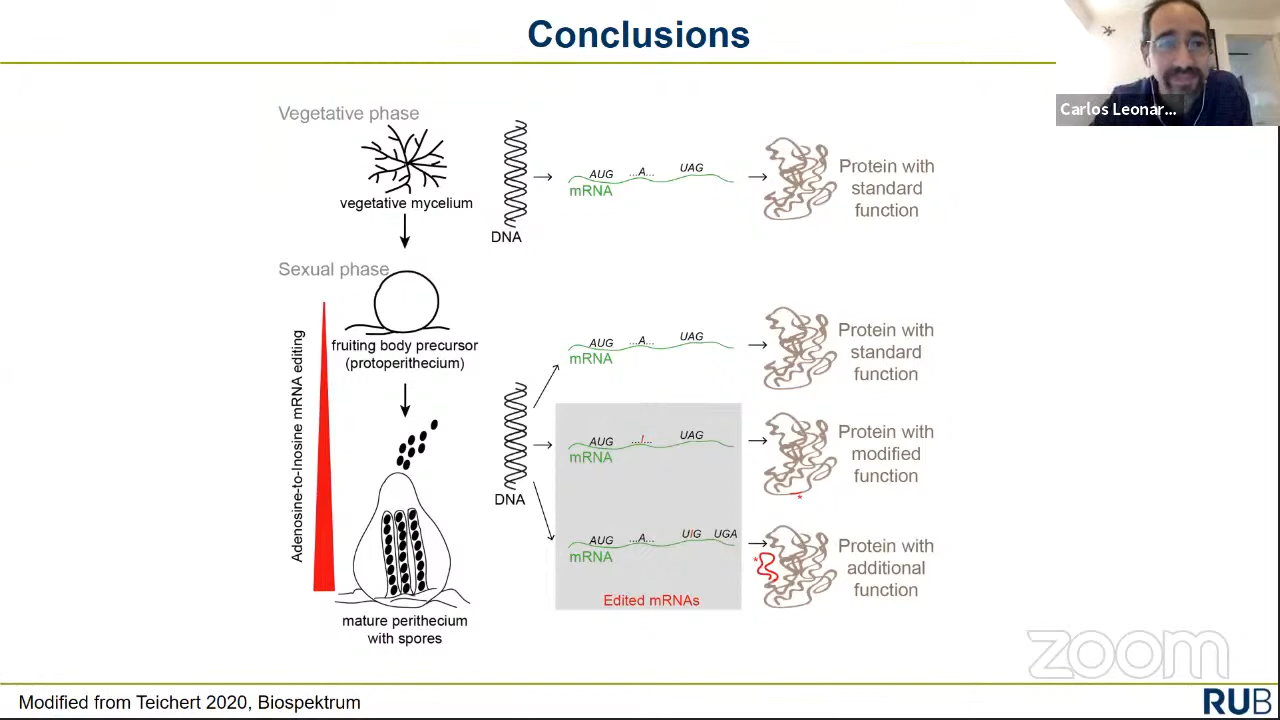 Conclusions
Carlos Leonar...
Vegetative phase
vegetative mycelium
DNA
AUG ...A... UAG
mRNA
Protein with
standard
function
Sexual phase
Adenosine-to-Inosine mRNA editing
fruiting body precursor
(protoperithecium)
AUG ...A... UAG
mRNA
Protein with
standard
function
DNA
AUG ...I... UAG
mRNA
Protein with
modified
function
*
AUG ...A... UIG UGA
mRNA
*
Protein with
additional
function
Edited mRNAs
mature perithecium
with spores
zoom
Modified from Teichert 2020, Biospektrum
RUB